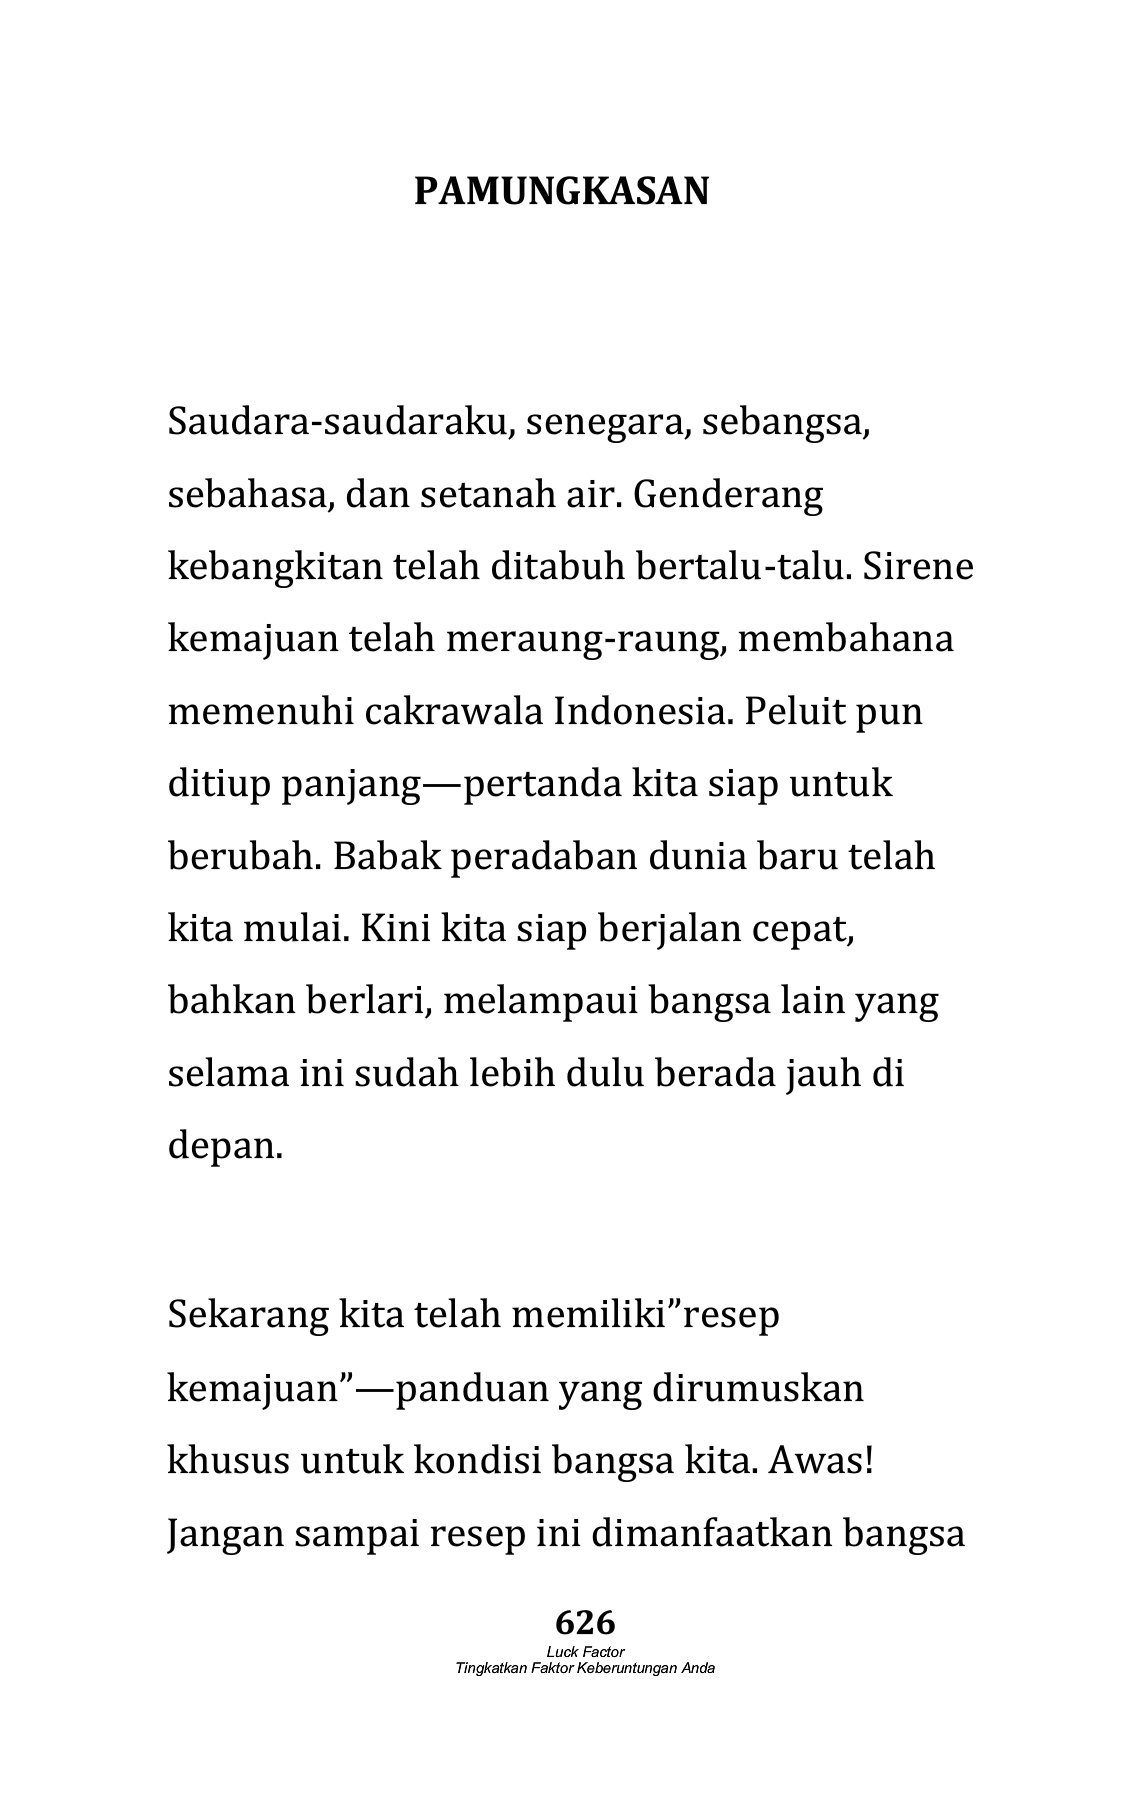 PAMUNGKASAN
Saudara-saudaraku, senegara, sebangsa,
sebahasa, dan setanah air. Genderang
kebangkitan telah ditabuh bertalu-talu. Sirene
kemajuan telah meraung-raung, membahana
memenuhi cakrawala Indonesia. Peluit pun
ditiup panjang—pertanda kita siap untuk
berubah. Babak peradaban dunia baru telah
kita mulai. Kini kita siap berjalan cepat,
bahkan berlari, melampaui bangsa lain yang
selama ini sudah lebih dulu berada jauh di
depan.
Sekarang kita telah memiliki”resep
kemajuan”—panduan yang dirumuskan
khusus untuk kondisi bangsa kita. Awas!
Jangan sampai resep ini dimanfaatkan bangsa
626
Luck Factor
Tingkatkan Faktor Keberuntungan Anda